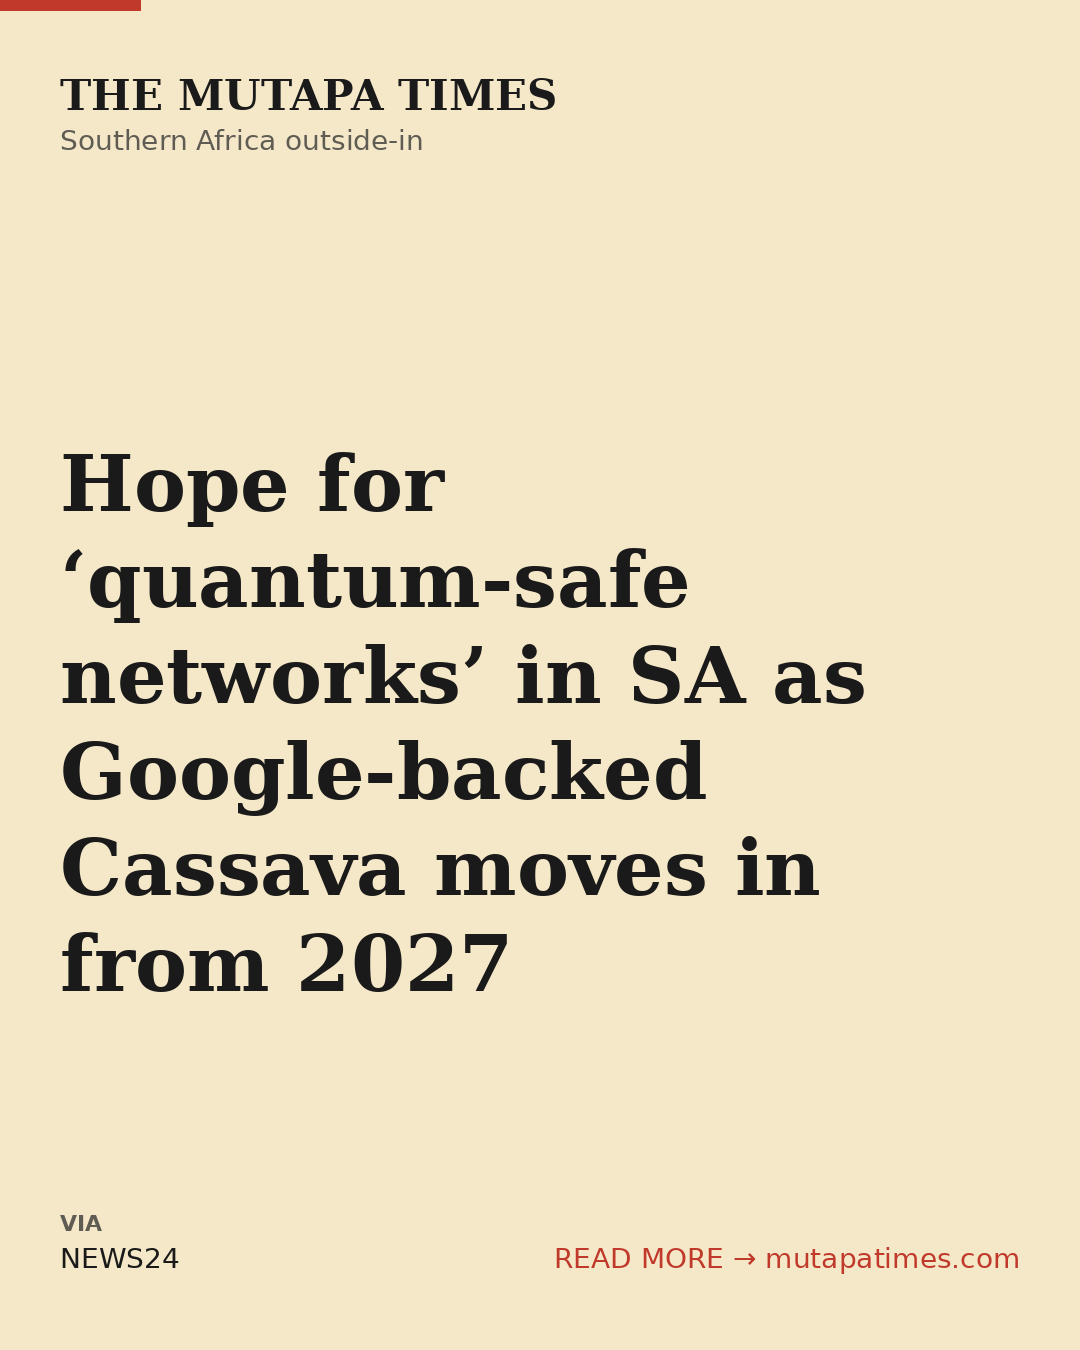 THE MUTAPA TIMES
Southern Africa outside-in
Hope for
‘quantum-safe
networks’ in SA as
Google-backed
Cassava moves in
from 2027
VIA
NEWS24
READ MORE → mutapatimes.com